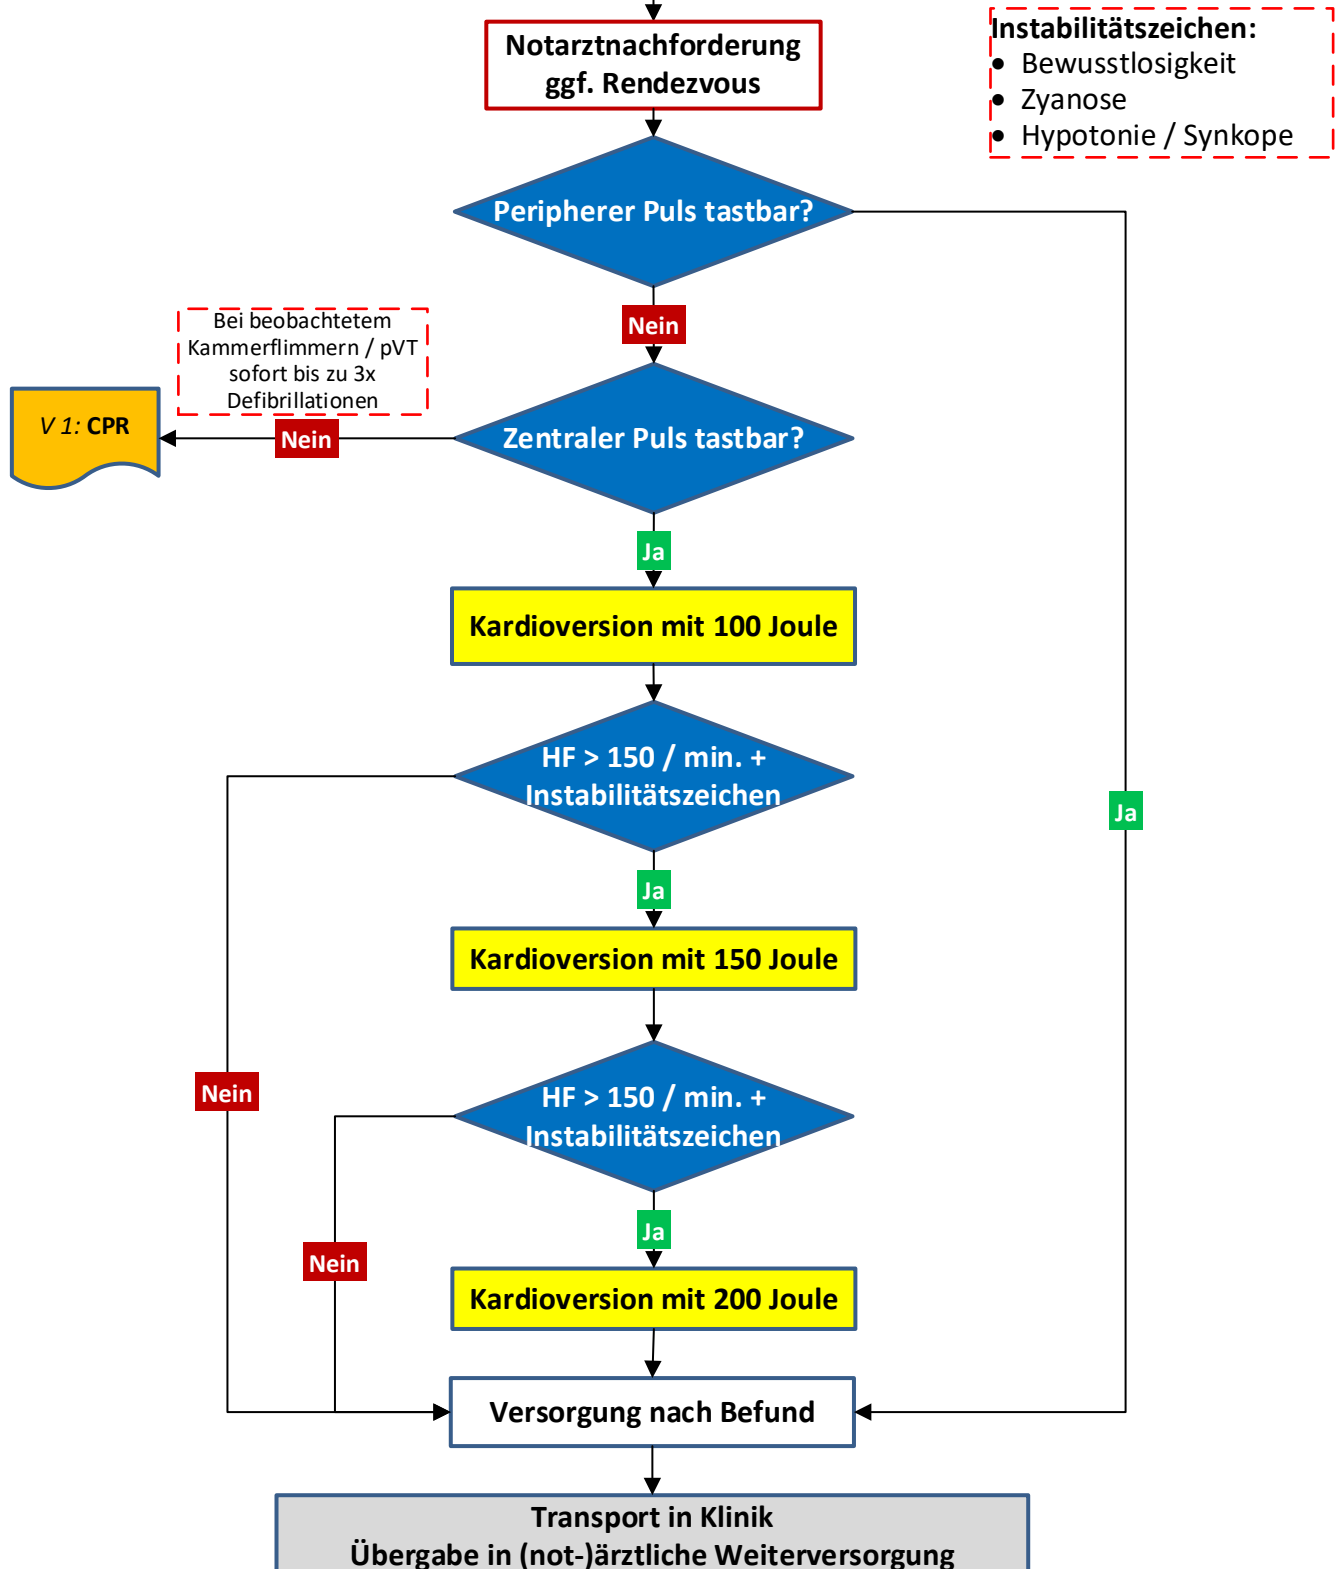 Notarztnachforderung
ggf. Rendezvous
Instabilitätszeichen:
• Bewusstlosigkeit
• Zyanose
• Hypotonie / Synkope
Peripherer Puls tastbar?
Nein
Bei beobachtetem
Kammerflimmern / pVT
sofort bis zu 3x
Defibrillationen
V 1: CPR
Nein
Zentraler Puls tastbar?
Ja
Kardioversion mit 100 Joule
HF > 150 / min. +
Instabilitätszeichen
Ja
Ja
Kardioversion mit 150 Joule
Nein
HF > 150 / min. +
Instabilitätszeichen
Ja
Nein
Kardioversion mit 200 Joule
Versorgung nach Befund
Transport in Klinik
Übergabe in (not-)ärztliche Weiterversorgung